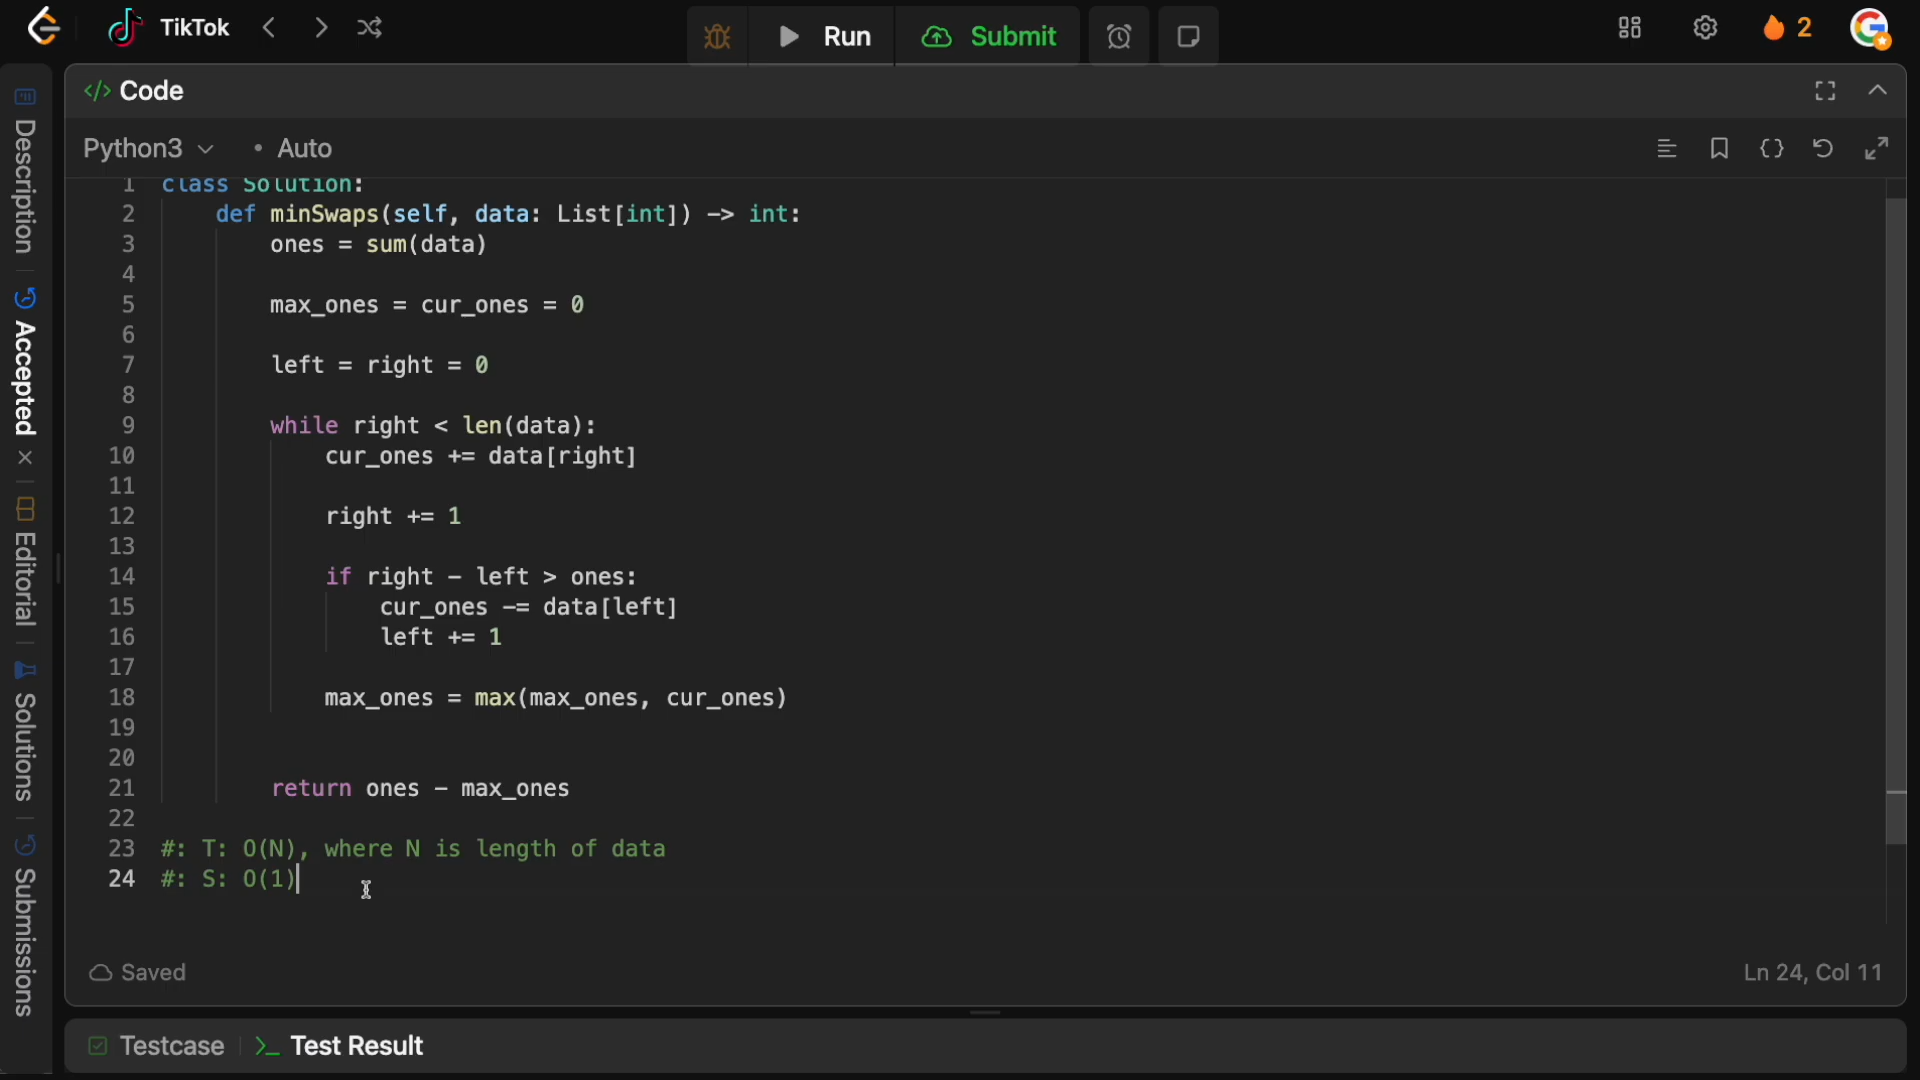 TikTok
Run
Submit
2
</> Code
Python3
• Auto
1 class Solution:
2 def minSwaps(self, data: List[int]) -> int:
3 ones = sum(data)
4
5 max_ones = cur_ones = 0
6
7 left = right = 0
8
9 while right < len(data):
10 cur_ones += data[right]
11
12 right += 1
13
14 if right - left > ones:
15 cur_ones -= data[left]
16 left += 1
17
18 max_ones = max(max_ones, cur_ones)
19
20
21 return ones - max_ones
22
23 #: T: O(N), where N is length of data
24 #: S: O(1)
Saved
Ln 24, Col 11
Testcase
>_ Test Result
Description
Accepted
Editorial
Solutions
Submissions